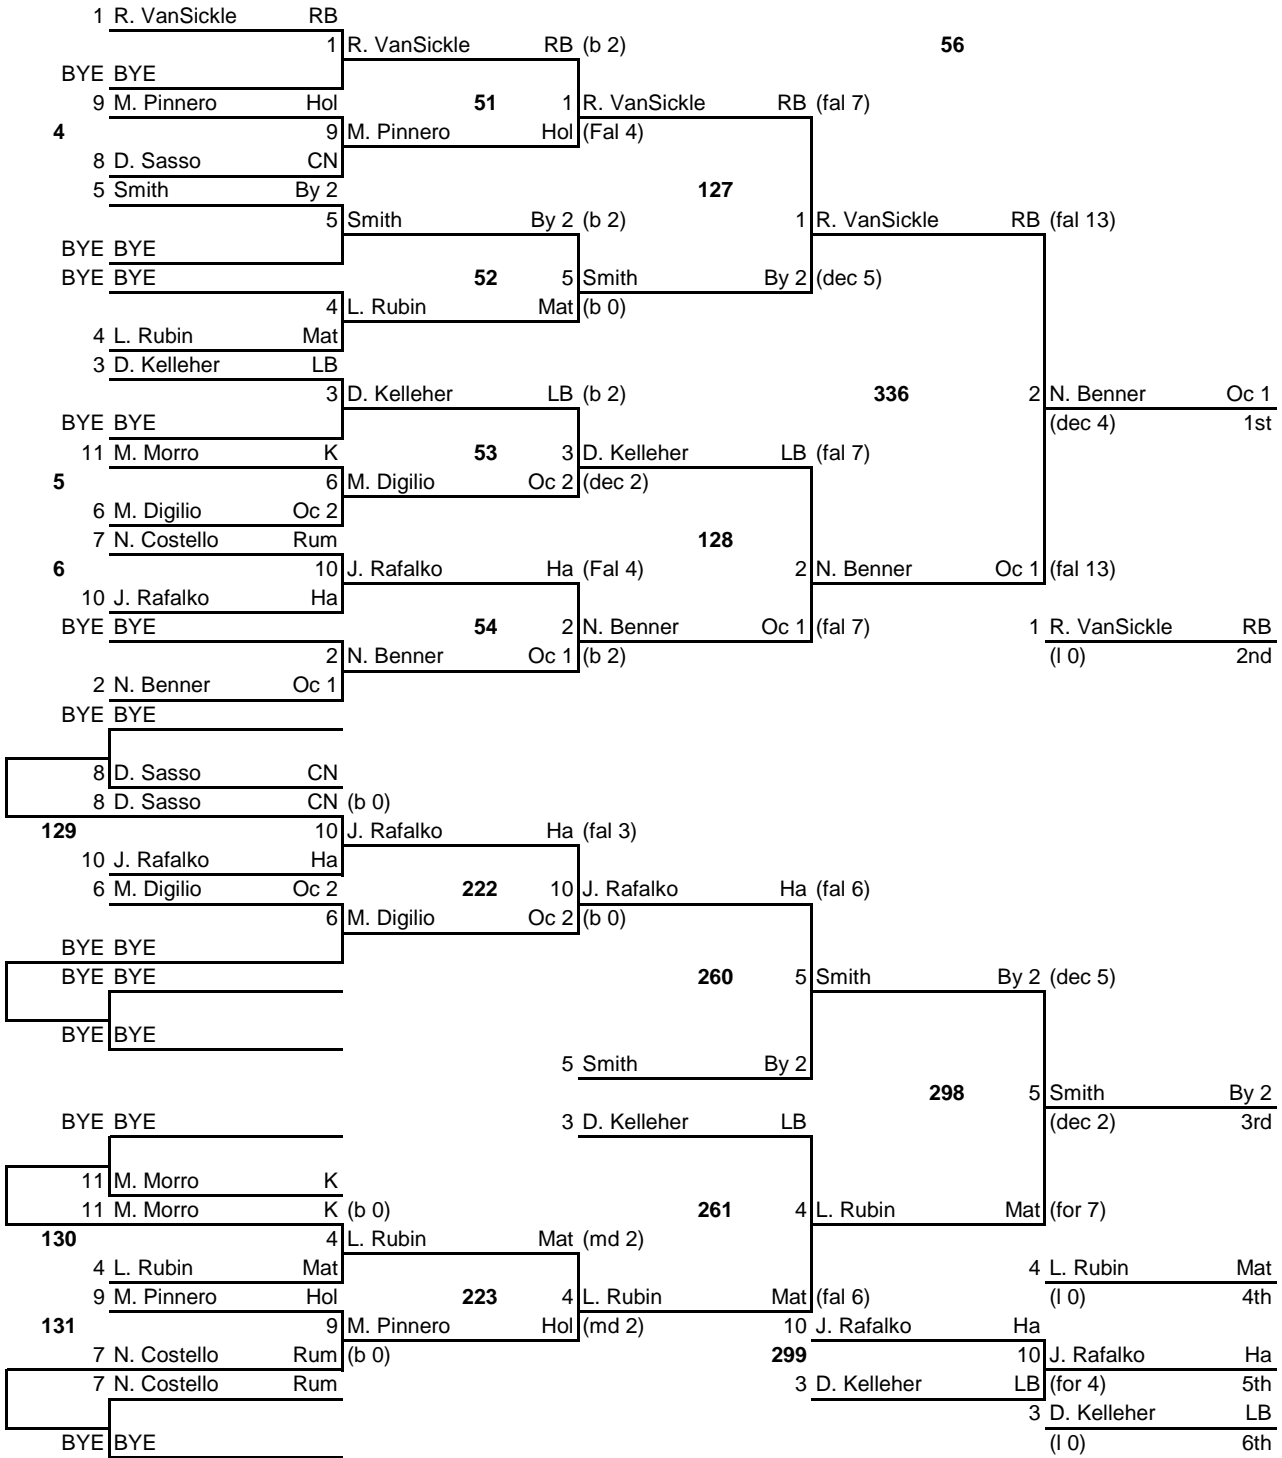 1 R. VanSickle RB
1 R. VanSickle RB (b 2) 56
BYE BYE
9 M. Pinnero Hol 51 1 R. VanSickle RB (fal 7)
4 9 M. Pinnero Hol (Fal 4)
8 D. Sasso CN
5 Smith By 2 127
5 Smith By 2 (b 2) 1 R. VanSickle RB (fal 13)
BYE BYE
BYE BYE 52 5 Smith By 2 (dec 5)
4 L. Rubin Mat (b 0)
4 L. Rubin Mat
3 D. Kelleher LB
3 D. Kelleher LB (b 2) 336 2 N. Benner Oc 1
BYE BYE (dec 4) 1st
11 M. Morro K 53 3 D. Kelleher LB (fal 7)
5 6 M. Digilio Oc 2 (dec 2)
6 M. Digilio Oc 2
7 N. Costello Rum 128
6 10 J. Rafalko Ha (Fal 4) 2 N. Benner Oc 1 (fal 13)
10 J. Rafalko Ha
BYE BYE 54 2 N. Benner Oc 1 (fal 7) 1 R. VanSickle RB
2 N. Benner Oc 1 (b 2) (l 0) 2nd
2 N. Benner Oc 1
BYE BYE
8 D. Sasso CN
8 D. Sasso CN (b 0)
129 10 J. Rafalko Ha (fal 3)
10 J. Rafalko Ha
6 M. Digilio Oc 2 222 10 J. Rafalko Ha (fal 6)
6 M. Digilio Oc 2 (b 0)
BYE BYE
BYE BYE 260 5 Smith By 2 (dec 5)
BYE BYE
5 Smith By 2
298 5 Smith By 2
BYE BYE 3 D. Kelleher LB (dec 2) 3rd
11 M. Morro K
11 M. Morro K (b 0) 261 4 L. Rubin Mat (for 7)
130 4 L. Rubin Mat (md 2)
4 L. Rubin Mat 4 L. Rubin Mat
9 M. Pinnero Hol 223 4 L. Rubin Mat (fal 6) (l 0) 4th
131 9 M. Pinnero Hol (md 2) 10 J. Rafalko Ha
7 N. Costello Rum (b 0) 299 10 J. Rafalko Ha
7 N. Costello Rum 3 D. Kelleher LB (for 4) 5th
3 D. Kelleher LB
BYE BYE (l 0) 6th